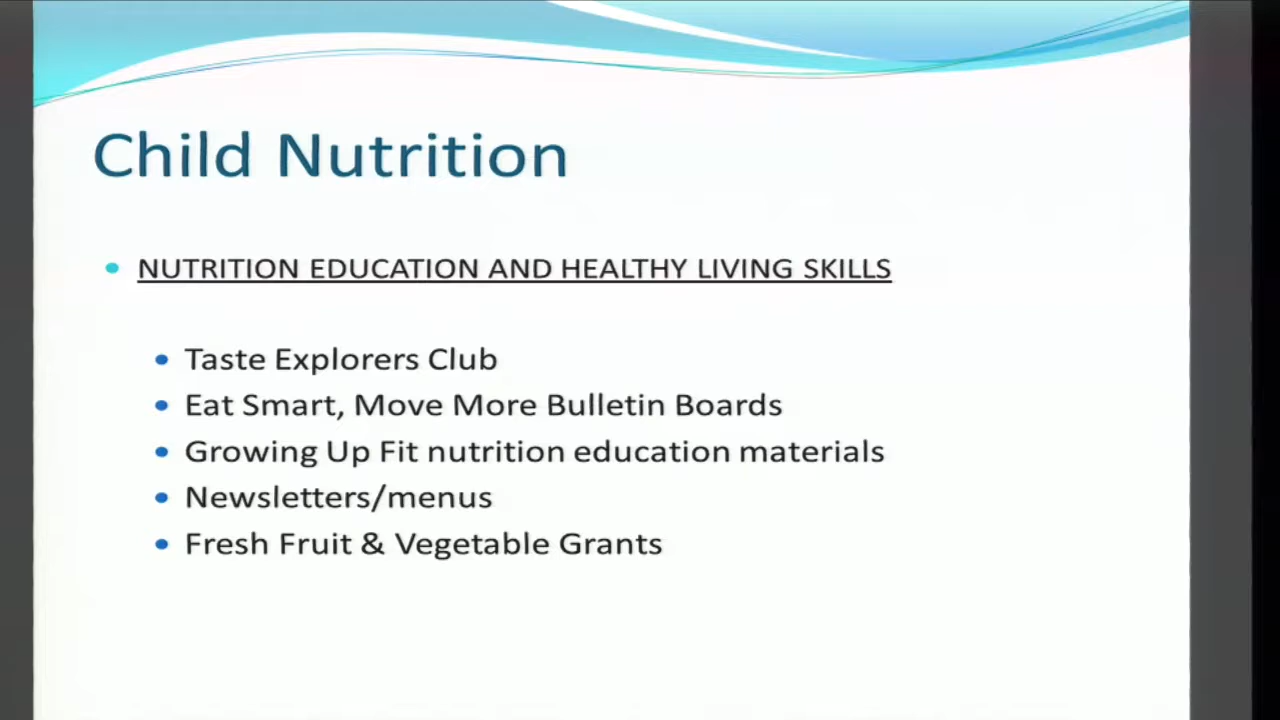 Child Nutrition
NUTRITION EDUCATION AND HEALTHY LIVING SKILLS
Taste Explorers Club
Eat Smart, Move More Bulletin Boards
Growing Up Fit nutrition education materials
Newsletters/menus
Fresh Fruit & Vegetable Grants